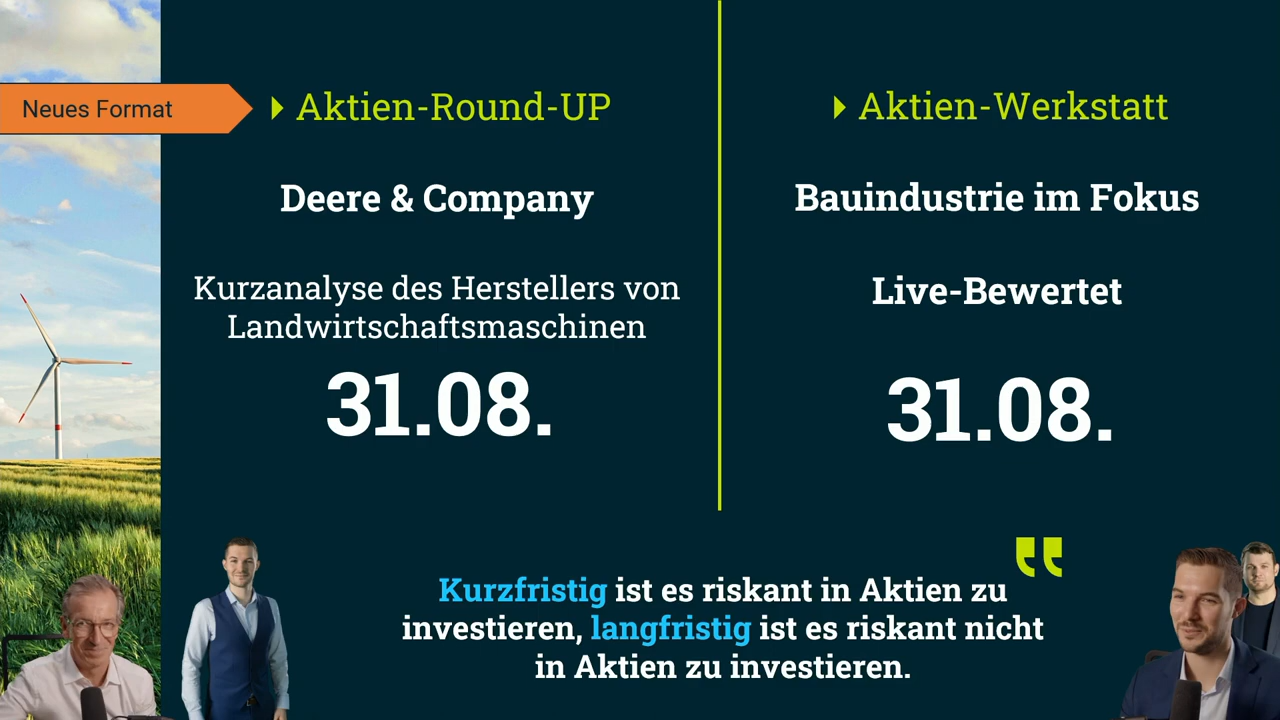 Neues Format
Aktien-Round-UP
Deere & Company
Kurzanalyse des Herstellers von
Landwirtschaftsmaschinen
31.08.
Aktien-Werkstatt
Bauindustrie im Fokus
Live-Bewertet
31.08.
Kurzfristig ist es riskant in Aktien zu
investieren, langfristig ist es riskant nicht
in Aktien zu investieren.